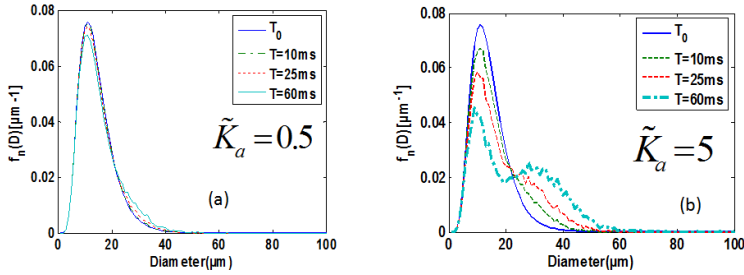 f_n(D)[µm -1]
0.08
0.06
0.04
0.02
0
0
20
40
60
80
100
Diameter(µm)
T_0
T=10ms
T=25ms
T=60ms
K̃_a = 0.5
(a)
f_n(D)[µm^-1]
0.08
0.06
0.04
0.02
0
0
20
40
60
80
100
Diameter(µm)
T_0
T=10ms
T=25ms
T=60ms
K̃_a = 5
(b)